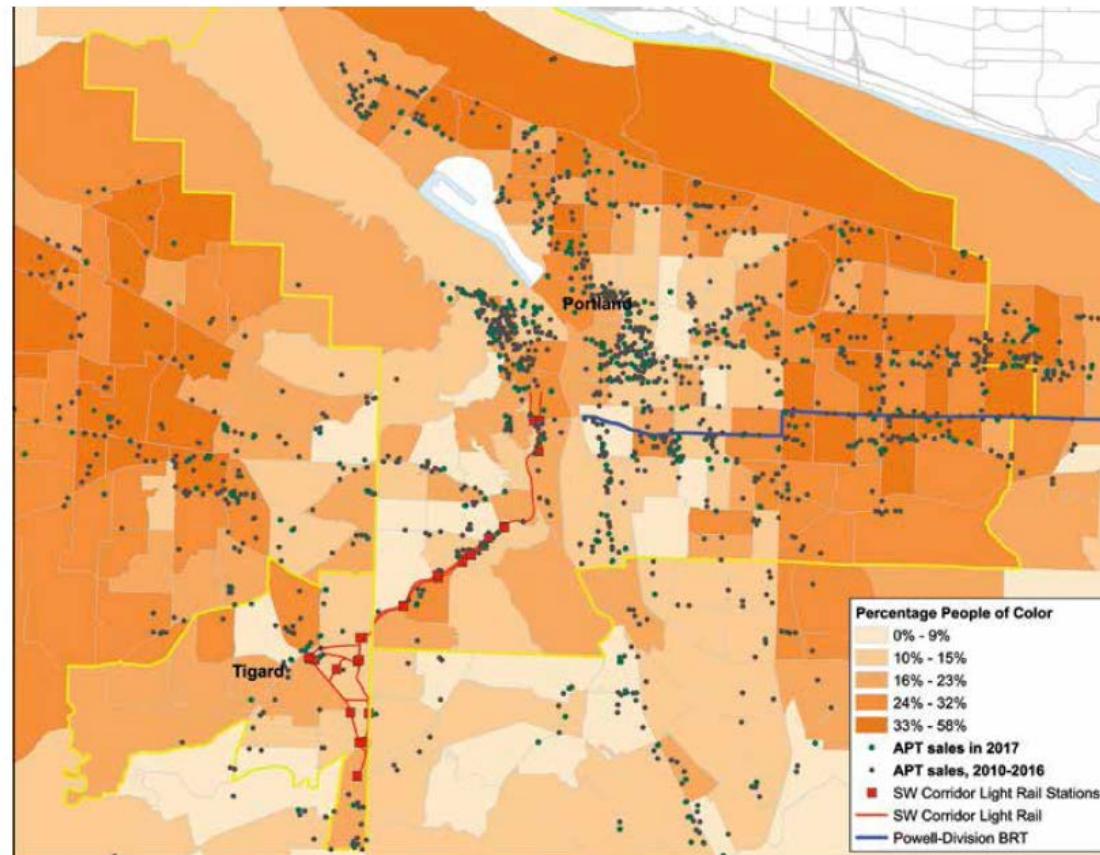 Portland
Tigard
Percentage People of Color
0% - 9%
10% - 15%
16% - 23%
24% - 32%
33% - 58%
APT sales in 2017
APT sales, 2010-2016
SW Corridor Light Rail Stations
SW Corridor Light Rail
Powell-Division BRT